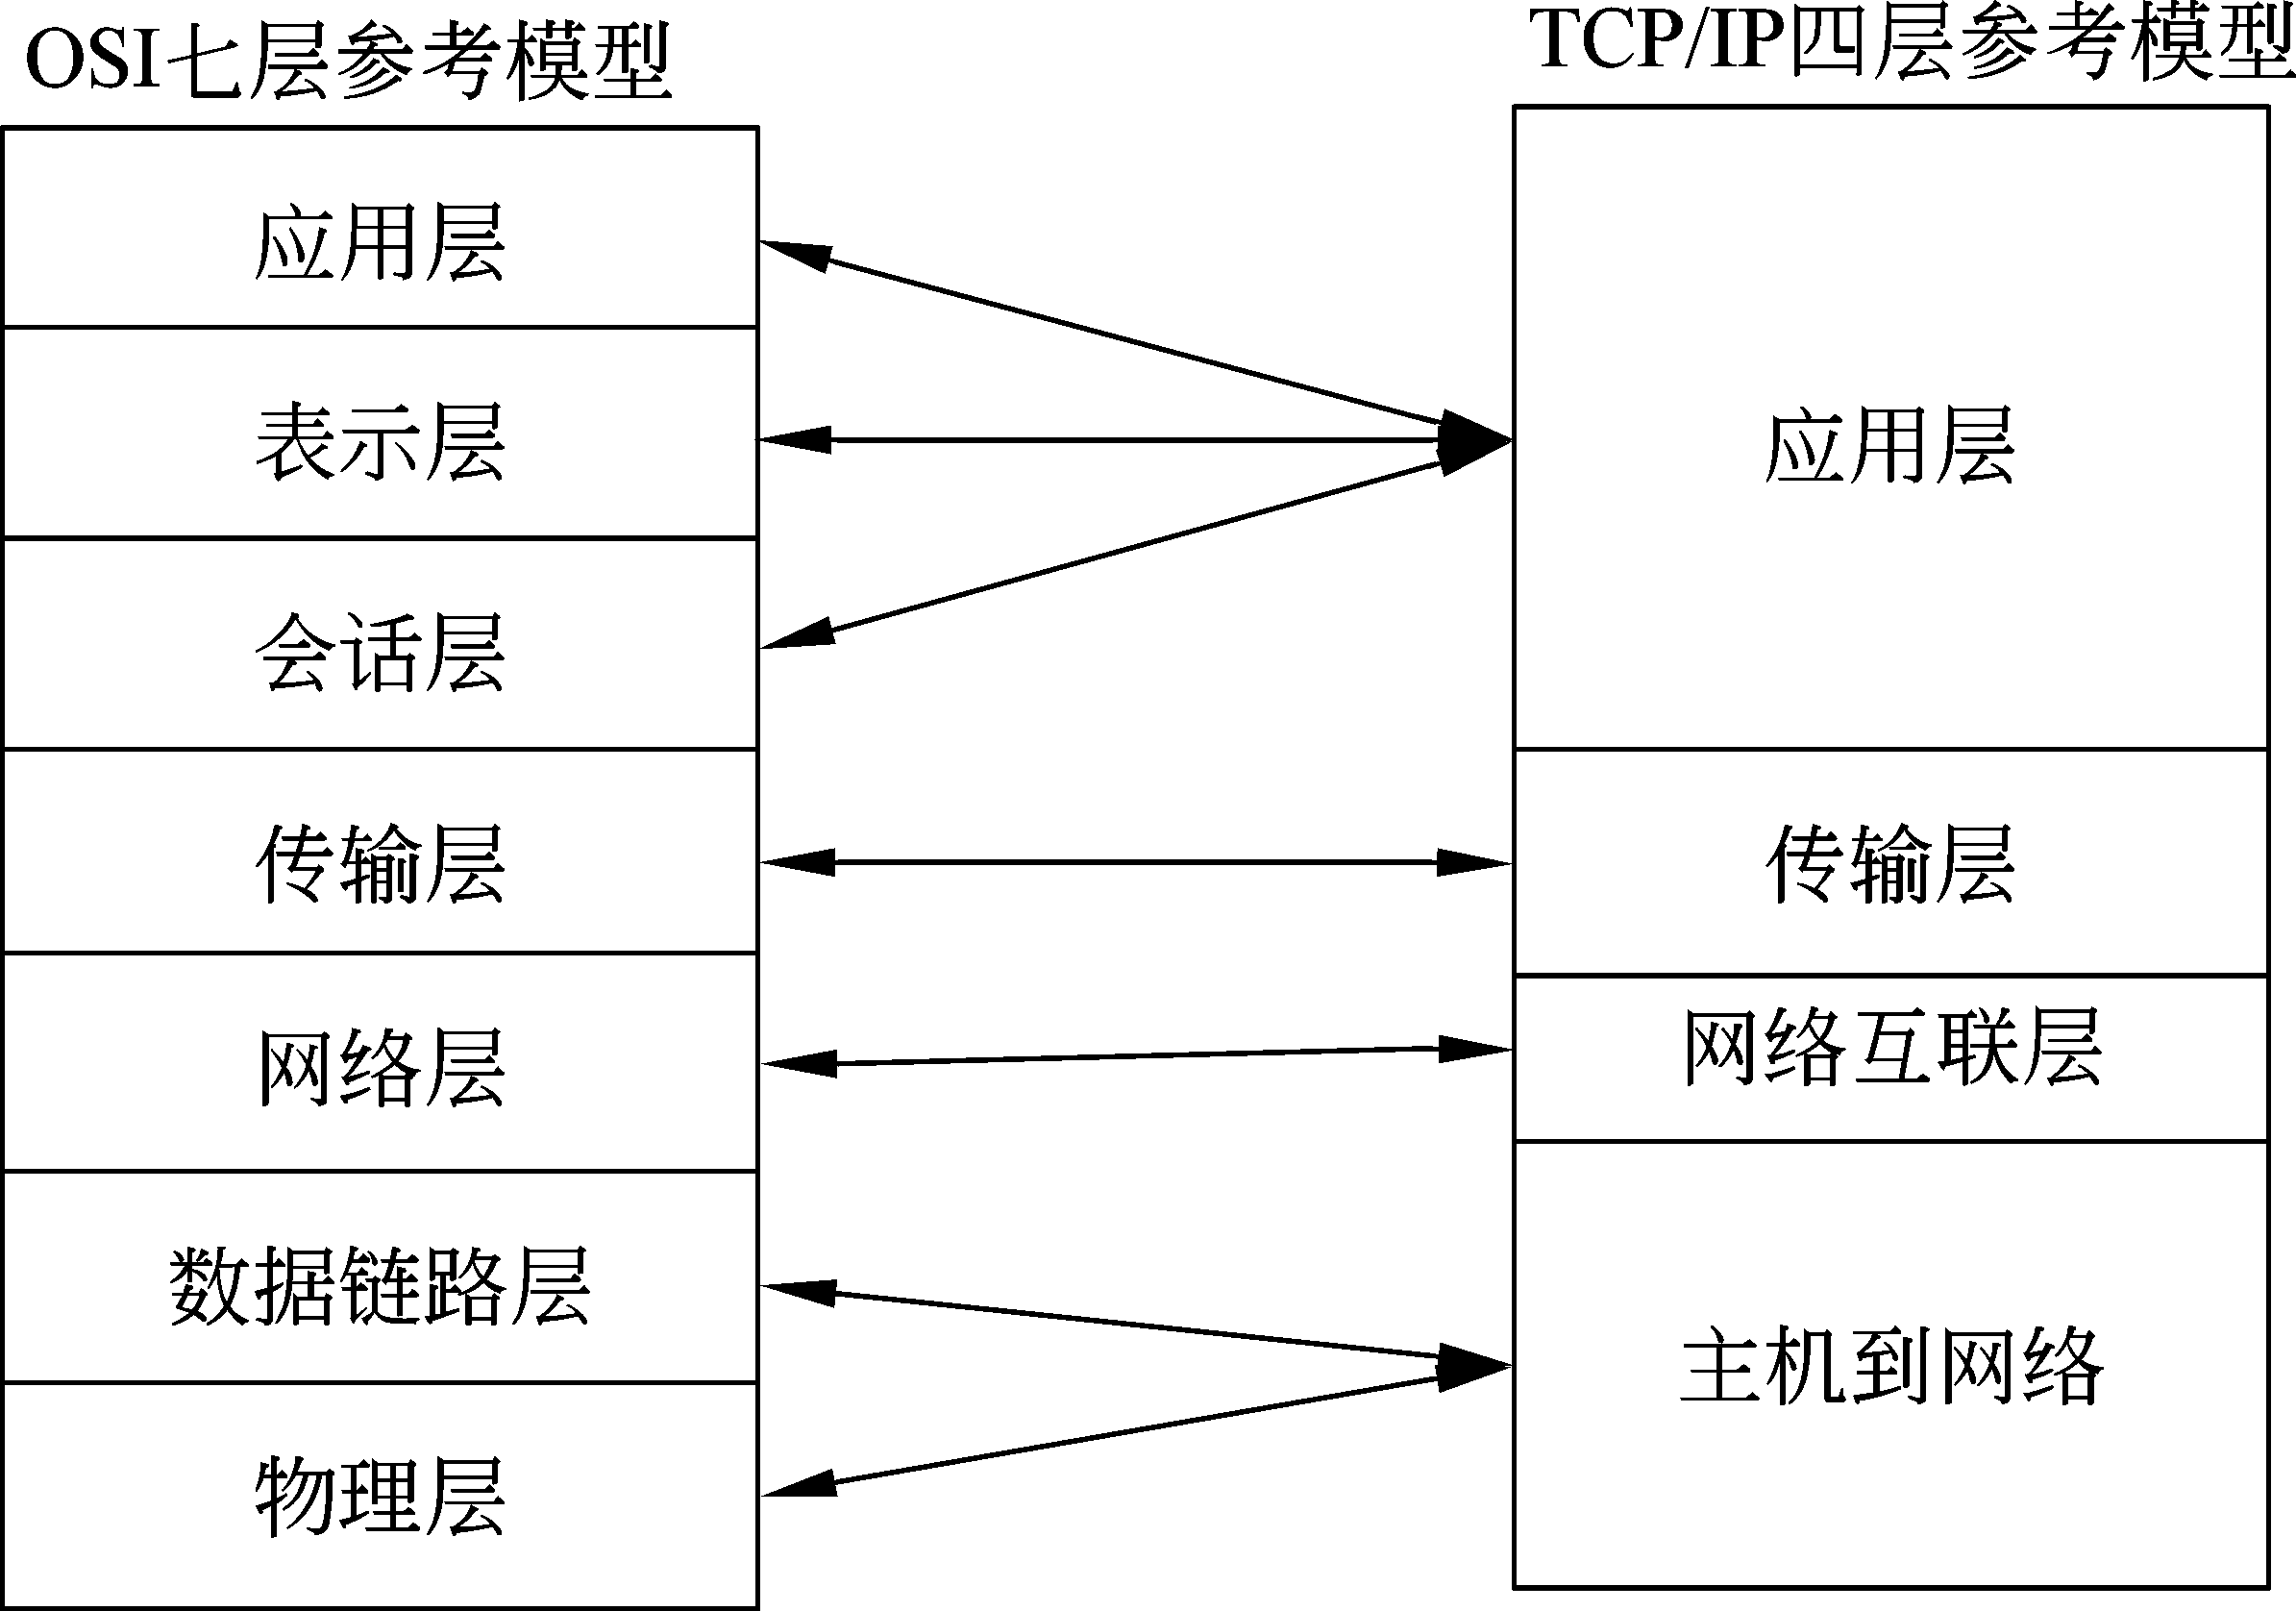 OSI七层参考模型
应用层
表示层
会话层
传输层
网络层
数据链路层
物理层
TCP/IP四层参考模型
应用层
传输层
网络互联层
主机到网络